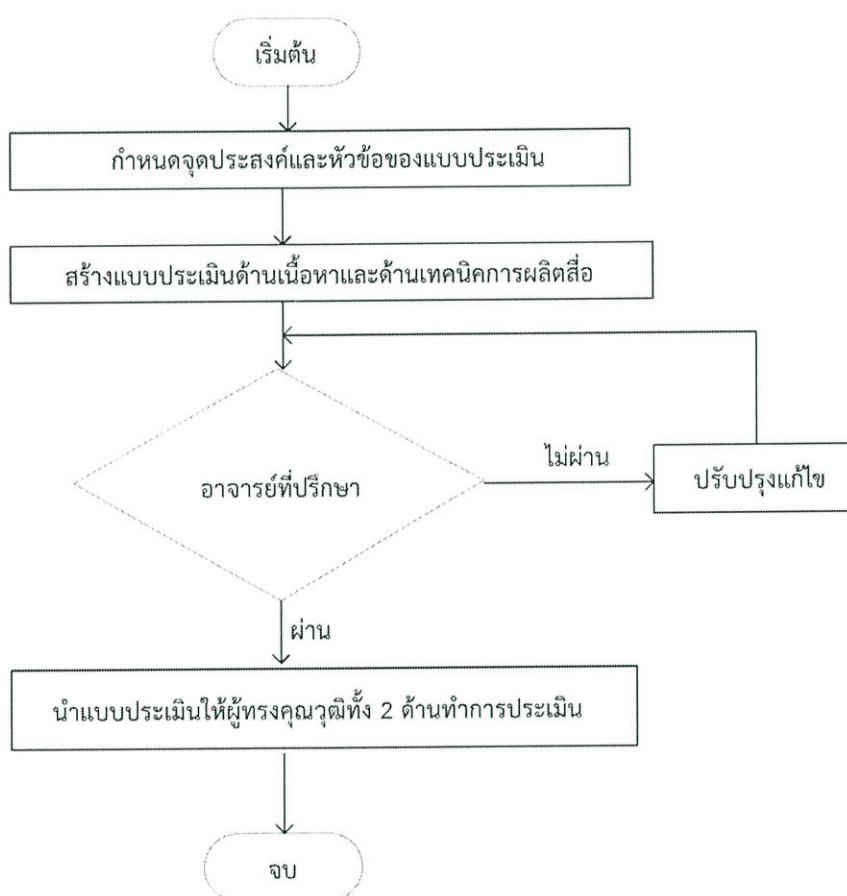 เริ่มต้น
กำหนดจุดประสงค์และหัวข้อของแบบประเมิน
สร้างแบบประเมินด้านเนื้อหาและด้านเทคนิคการผลิตสื่อ
อาจารย์ที่ปรึกษา
ไม่ผ่าน
ปรับปรุงแก้ไข
ผ่าน
นำแบบประเมินให้ผู้ทรงคุณวุฒิทั้ง 2 ด้านทำการประเมิน
จบ